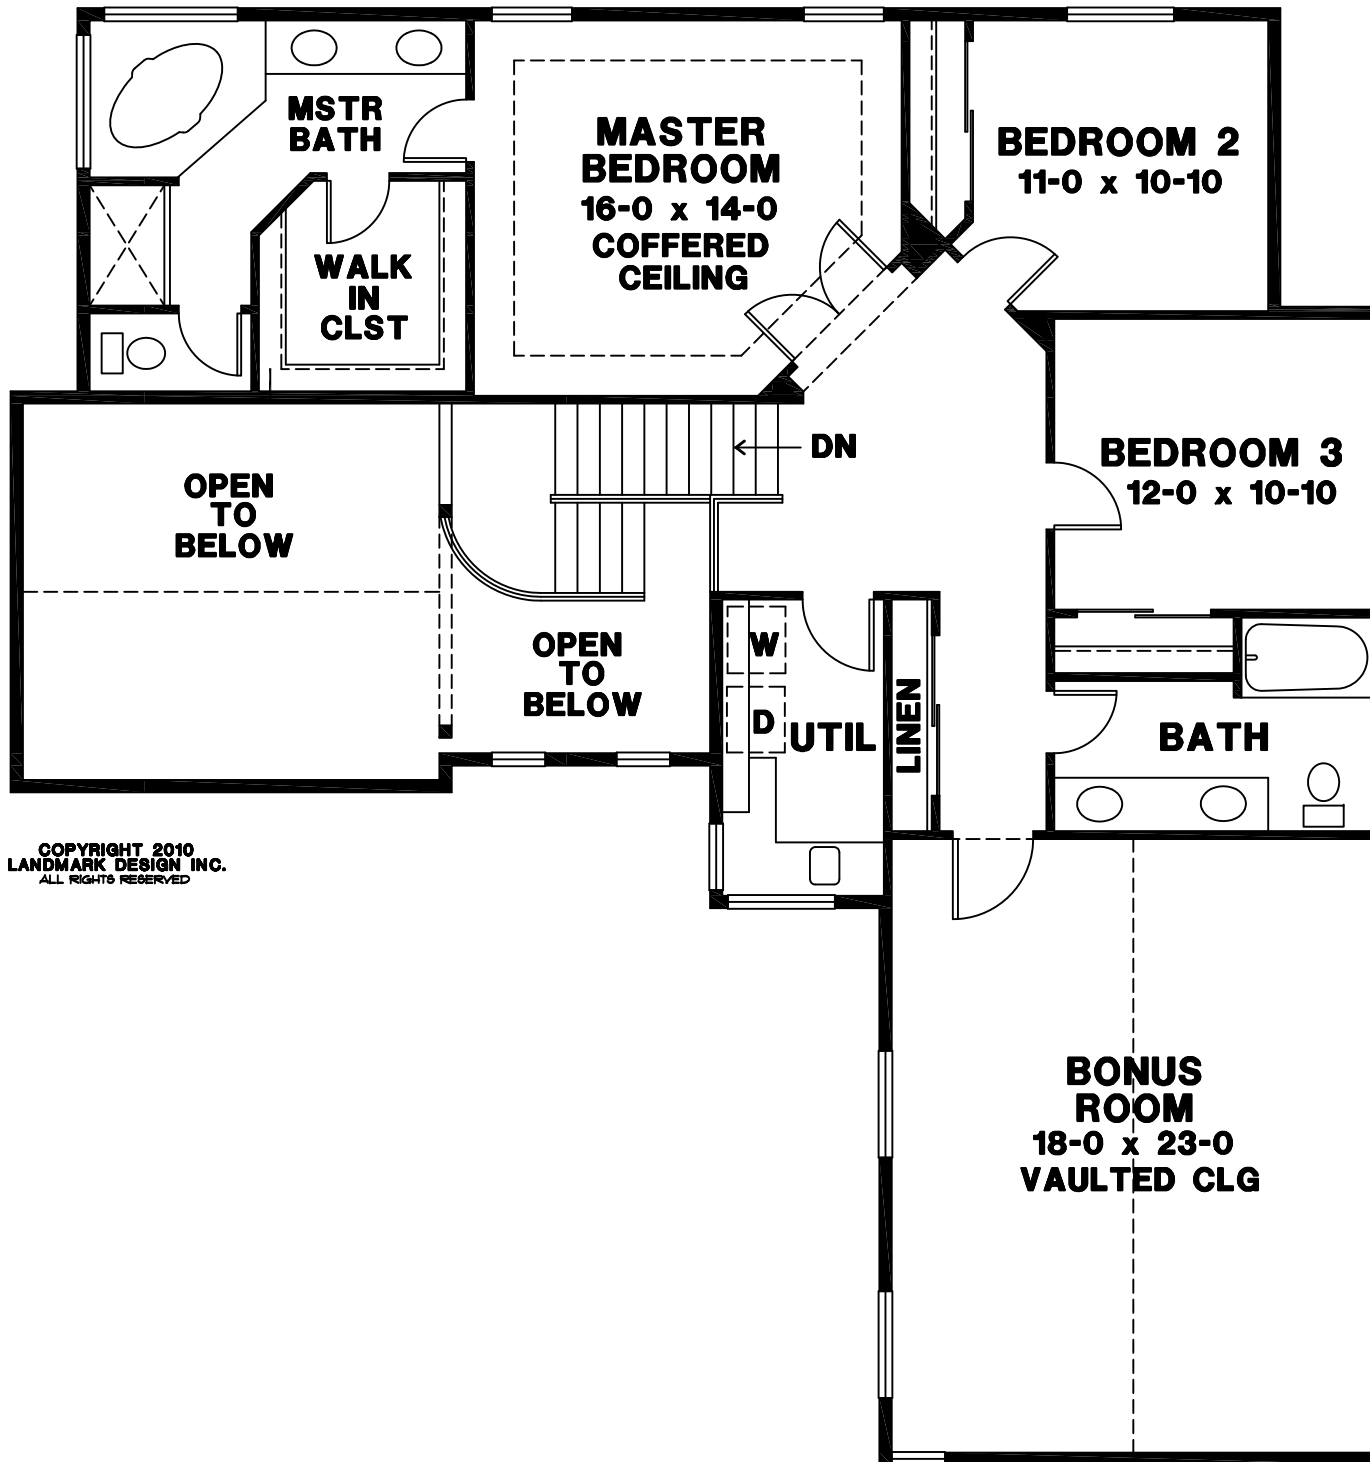 MSTR
BATH
MASTER
BEDROOM
16-0 x 14-0
COFFERED
CEILING
BEDROOM 2
11-0 x 10-10
WALK
IN
CLST
DN
BEDROOM 3
12-0 x 10-10
OPEN
TO
BELOW
OPEN
TO
BELOW
W
D
UTIL
LINEN
BATH
COPYRIGHT 2010
LANDMARK DESIGN INC.
ALL RIGHTS RESERVED
BONUS
ROOM
18-0 x 23-0
VAULTED CLG